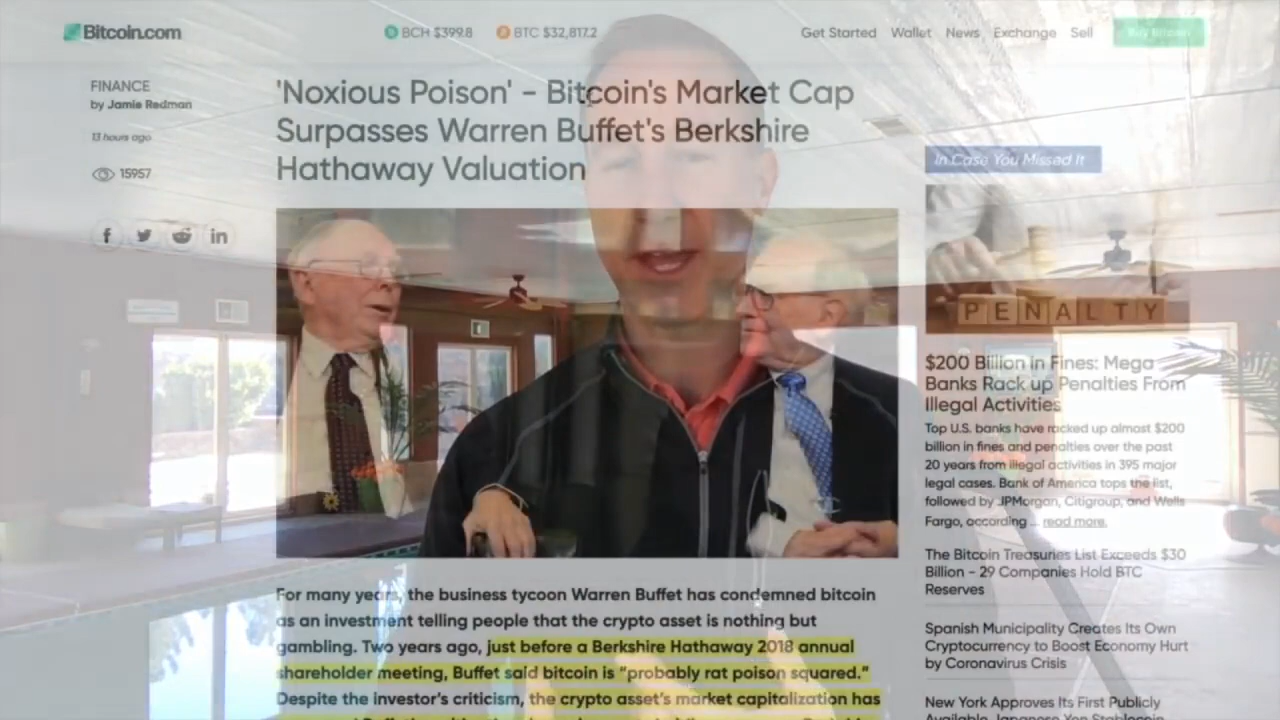 Bitcoin.com
BCH $399.8
BTC $32,817.2
Get Started Wallet News Exchange Sell
Buy Bitcoin
FINANCE
by Jamie Redman
13 hours ago
15957
'Noxious Poison' - Bitcoin's Market Cap
Surpasses Warren Buffet's Berkshire
Hathaway Valuation
For many years, the business tycoon Warren Buffet has condemned bitcoin
as an investment telling people that the crypto asset is nothing but
gambling. Two years ago, just before a Berkshire Hathaway 2018 annual
shareholder meeting, Buffet said bitcoin is “probably rat poison squared.”
Despite the investor’s criticism, the crypto asset’s market capitalization has
In Case You Missed It
PENALTY
$200 Billion in Fines: Mega
Banks Rack up Penalties From
Illegal Activities
Top U.S. banks have racked up almost $200
billion in fines and penalties over the past
20 years from illegal activities in 395 major
legal cases. Bank of America tops the list,
followed by JPMorgan, Citigroup, and Wells
Fargo, according ... read more.
The Bitcoin Treasuries List Exceeds $30
Billion - 29 Companies Hold BTC
Reserves
Spanish Municipality Creates Its Own
Cryptocurrency to Boost Economy Hurt
by Coronavirus Crisis
New York Approves Its First Publicly
Available Japanese Yen Stablecoin